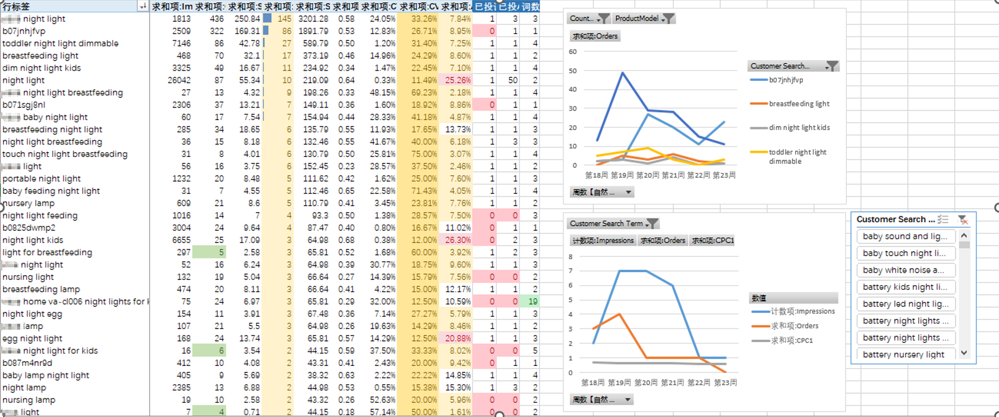 行标签 求和项:Im 求和项: 求和项:S 求和项: 求和项:S 求和项 求和项:C 求和项:CV 求和项:A 已投 已投 词数
night light 1813 436 250.84 145 3201.28 0.58 24.05% 33.26% 7.84% 1 3 3
b07jnhjfvp 2509 322 169.31 86 1891.79 0.53 12.83% 26.71% 8.95% 0 1 1
toddler night light dimmable 7146 86 42.78 27 589.79 0.50 1.20% 31.40% 7.25% 1 1 4
breastfeeding light 468 70 32.1 17 373.19 0.46 14.96% 24.29% 8.60% 1 1 2
dim night light kids 3325 49 16.67 11 234.92 0.34 1.47% 22.45% 7.10% 1 1 4
night light 26042 87 55.34 10 219.09 0.64 0.33% 11.49% 25.26% 1 50 2
night light breastfeeding 27 13 4.32 9 198.26 0.33 48.15% 69.23% 2.18% 1 1 4
b071sgj8nl 2306 37 13.21 7 149.11 0.36 1.60% 18.92% 8.86% 0 1 1
baby night light 60 17 7.54 7 154.94 0.44 28.33% 41.18% 4.87% 1 1 4
breastfeeding night light 285 34 18.65 6 135.79 0.55 11.93% 17.65% 13.73% 1 1 3
night light breastfeeding 36 15 8.18 6 132.46 0.55 41.67% 40.00% 6.18% 1 3 3
touch night light breastfeeding 31 8 4.01 6 130.79 0.50 25.81% 75.00% 3.07% 1 1 4
light 56 16 3.75 6 152.45 0.23 28.57% 37.50% 2.46% 1 1 2
portable night light 1232 20 8.48 5 111.62 0.42 1.62% 25.00% 7.60% 1 1 3
baby feeding night light 31 7 4.55 5 112.46 0.65 22.58% 71.43% 4.05% 1 1 4
nursery lamp 609 21 8.6 5 110.79 0.41 3.45% 23.81% 7.76% 1 1 2
night light feeding 1016 14 7 4 93.3 0.50 1.38% 28.57% 7.50% 0 0 3
b0825dwmp2 3004 24 9.64 4 87.47 0.40 0.80% 16.67% 11.02% 0 1 1
night light kids 6655 25 17.09 3 64.98 0.68 0.38% 12.00% 26.30% 0 2 3
light for breastfeeding 297 5 2.58 3 65.81 0.52 1.68% 60.00% 3.92% 1 2 3
night light 52 16 6.24 3 64.98 0.39 30.77% 18.75% 9.60% 1 1 3
nursing light 132 19 5.04 3 66.64 0.27 14.39% 15.79% 7.56% 0 0 2
breastfeeding lamp 474 20 8.11 3 66.64 0.41 4.22% 15.00% 12.17% 1 1 2
home va-cl006 night lights for 75 24 6.97 3 65.81 0.29 32.00% 12.50% 10.59% 0 0 19
night light egg 154 11 3.91 3 67.48 0.36 7.14% 27.27% 5.79% 1 1 3
lamp 107 21 5.5 3 64.98 0.26 19.63% 14.29% 8.46% 1 1 2
egg night light 168 24 13.74 3 65.81 0.57 14.29% 12.50% 20.88% 1 1 3
night light for kids 16 6 3.54 2 44.15 0.59 37.50% 33.33% 8.02% 0 0 5
b087m4nr9d 412 10 4.08 2 43.31 0.41 2.43% 20.00% 9.42% 0 1 1
baby lamp night light 405 9 5.69 2 38.32 0.63 2.22% 22.22% 14.85% 1 1 4
night lamp 2385 13 6.88 2 44.98 0.53 0.55% 15.38% 15.30% 1 3 2
nursing lamp 19 10 2.58 2 43.32 0.26 52.63% 20.00% 5.96% 0 0 2
light 7 4 0.71 2 44.15 0.18 57.14% 50.00% 1.61% 0 0 2
Count... ProductModel
求和项:Orders
60
50
40
30
20
10
0
第18周 第19周 第20周 第21周 第22周 第23周
Customer Search...
b07jnhjfvp
breastfeeding light
dim night light kids
toddler night light
dimmable
周数【自然 ...
Customer Search Term
计数项:Impressions 求和项:Orders 求和项:CPC1
8
7
6
5
4
3
2
1
0
第18周 第19周 第20周 第21周 第22周 第23周
数值
计数项:Impressions
求和项:Orders
求和项:CPC1
周数【自然 ...
Customer Search ...
baby sound and lig...
baby touch night li...
baby white noise a...
battery kids night li...
battery led night lig...
battery night lights ...
battery night lights ...
battery nursery light